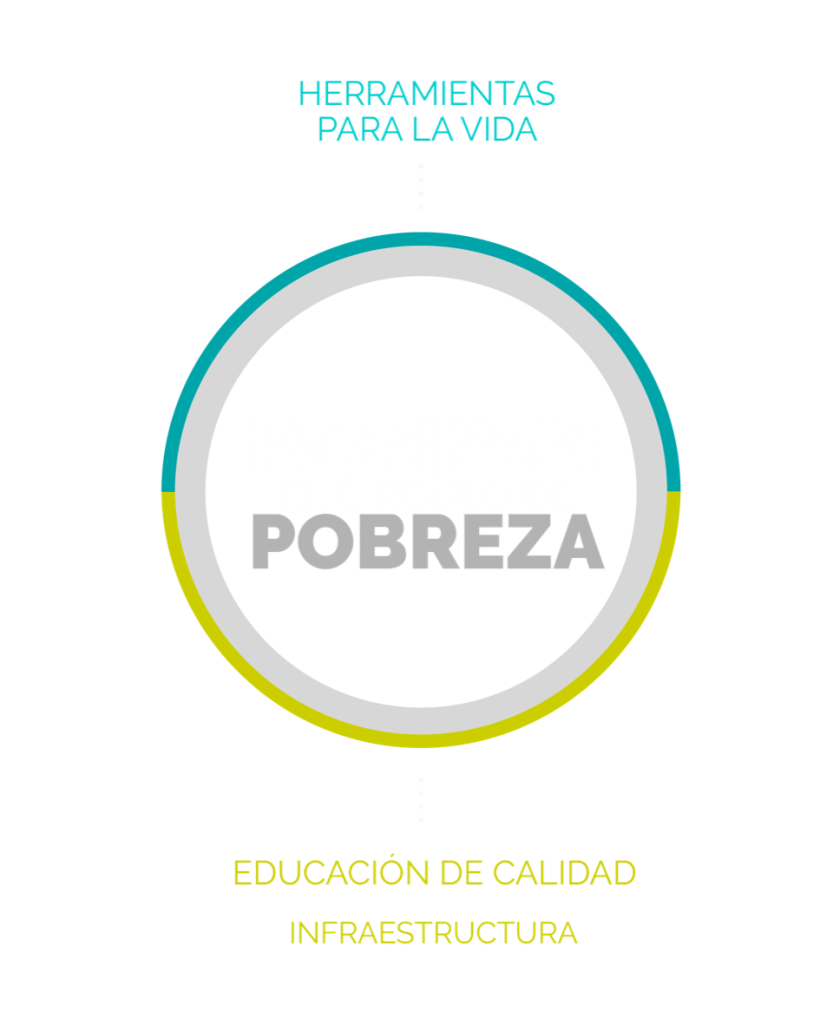 HERRAMIENTAS
PARA LA VIDA
POBREZA
EDUCACIÓN DE CALIDAD
INFRAESTRUCTURA